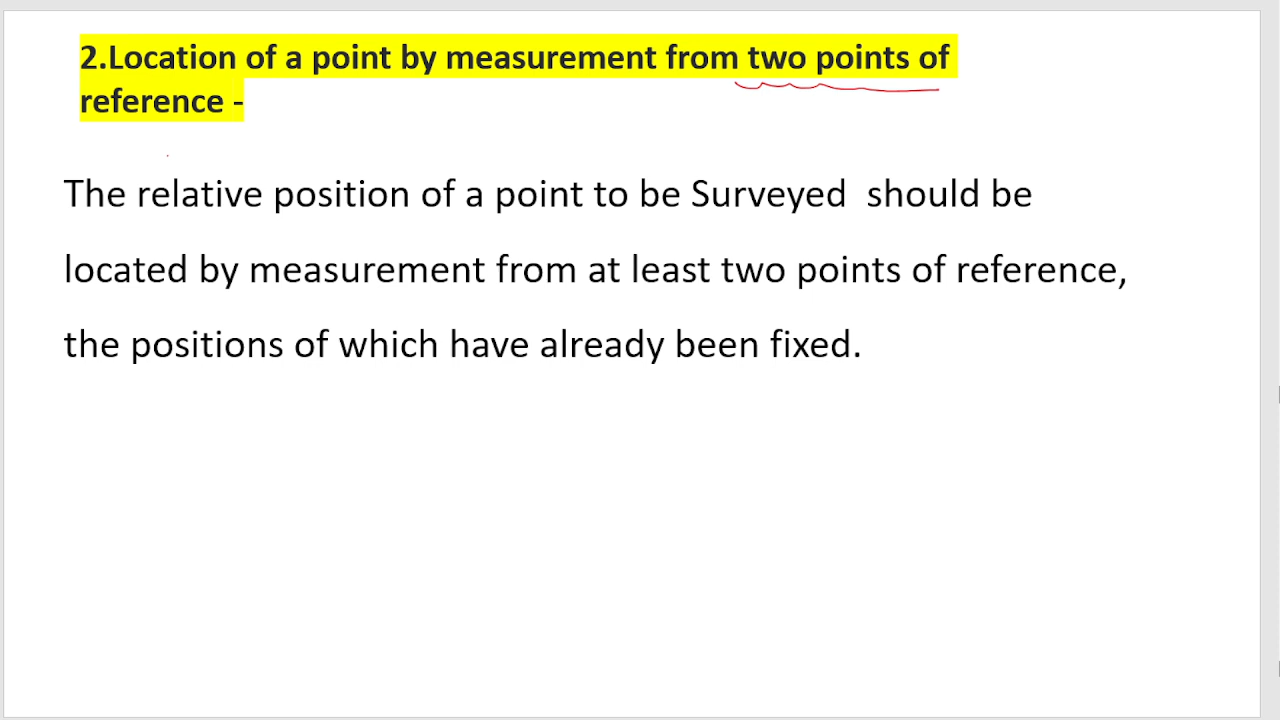 2.Location of a point by measurement from two points of
reference -
The relative position of a point to be Surveyed  should be
located by measurement from at least two points of reference,
the positions of which have already been fixed.